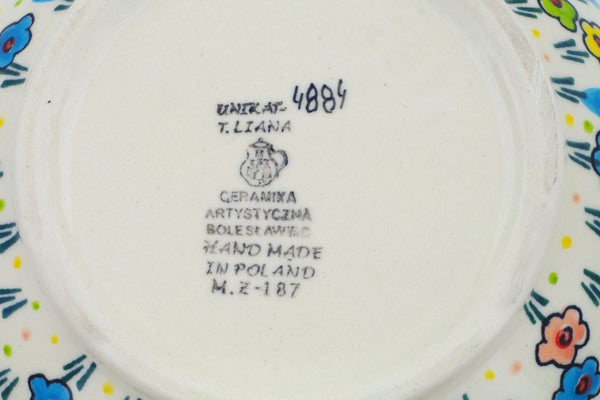 UNIKAT- 4884
T. LIANA
CERAMIKA
ARTYSTYCZNA
BOLESŁAWIEC
HAND MADE
IN POLAND
M.Z-187